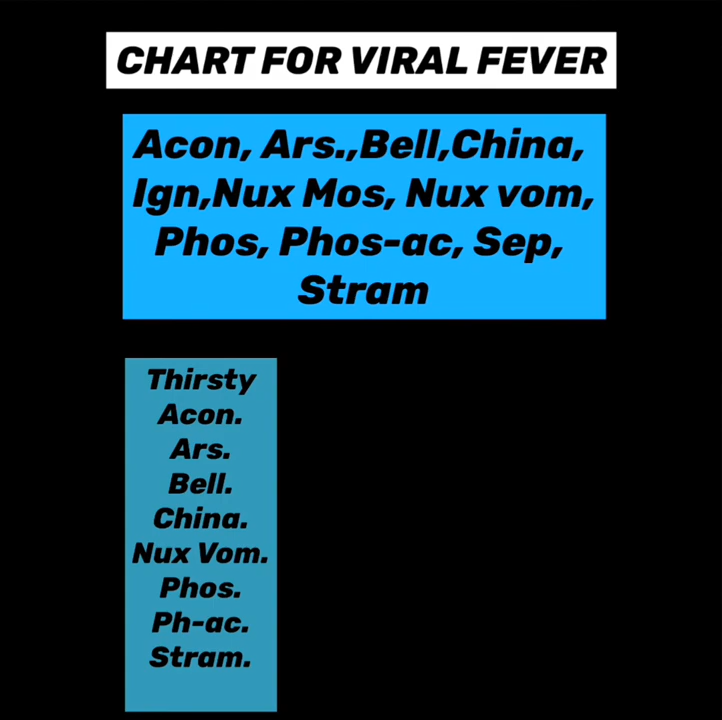 CHART FOR VIRAL FEVER
Acon, Ars.,Bell,China,
Ign,Nux Mos, Nux vom,
Phos, Phos-ac, Sep,
Stram
Thirsty
Acon.
Ars.
Bell.
China.
Nux Vom.
Phos.
Ph-ac.
Stram.